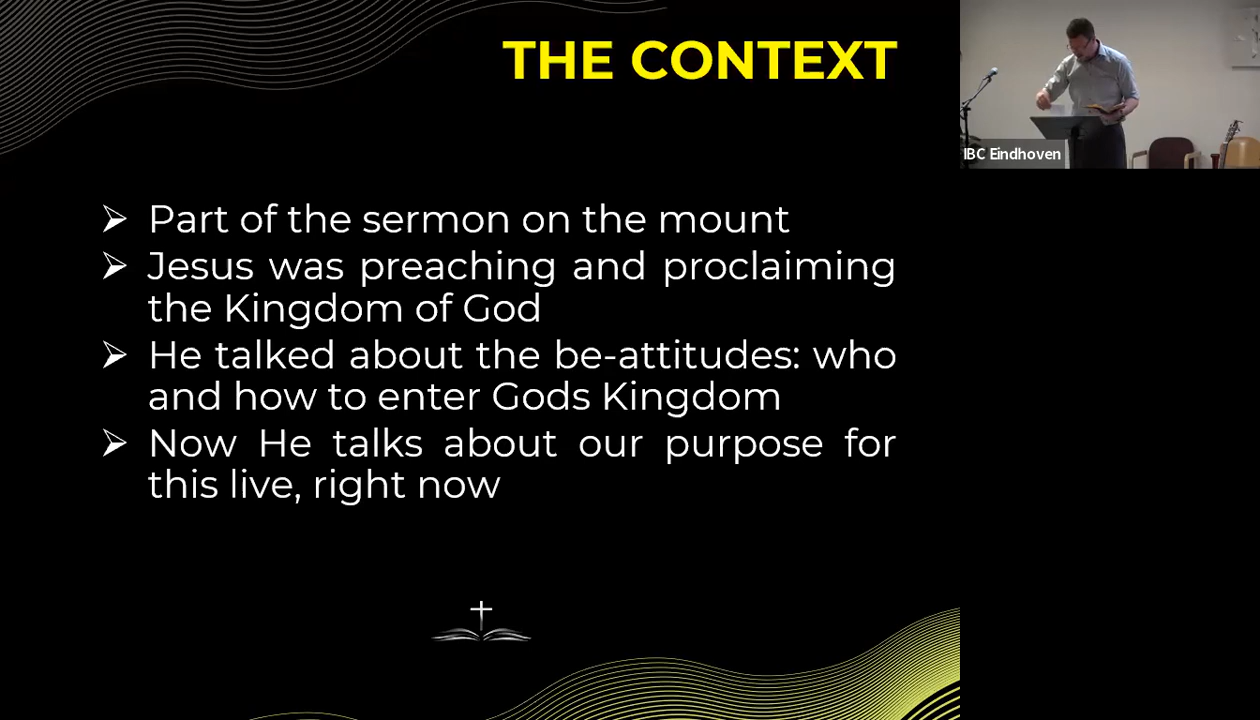 THE CONTEXT
IBC Eindhoven
➢ Part of the sermon on the mount
➢ Jesus was preaching and proclaiming
the Kingdom of God
➢ He talked about the be-attitudes: who
and how to enter Gods Kingdom
➢ Now He talks about our purpose for
this live, right now